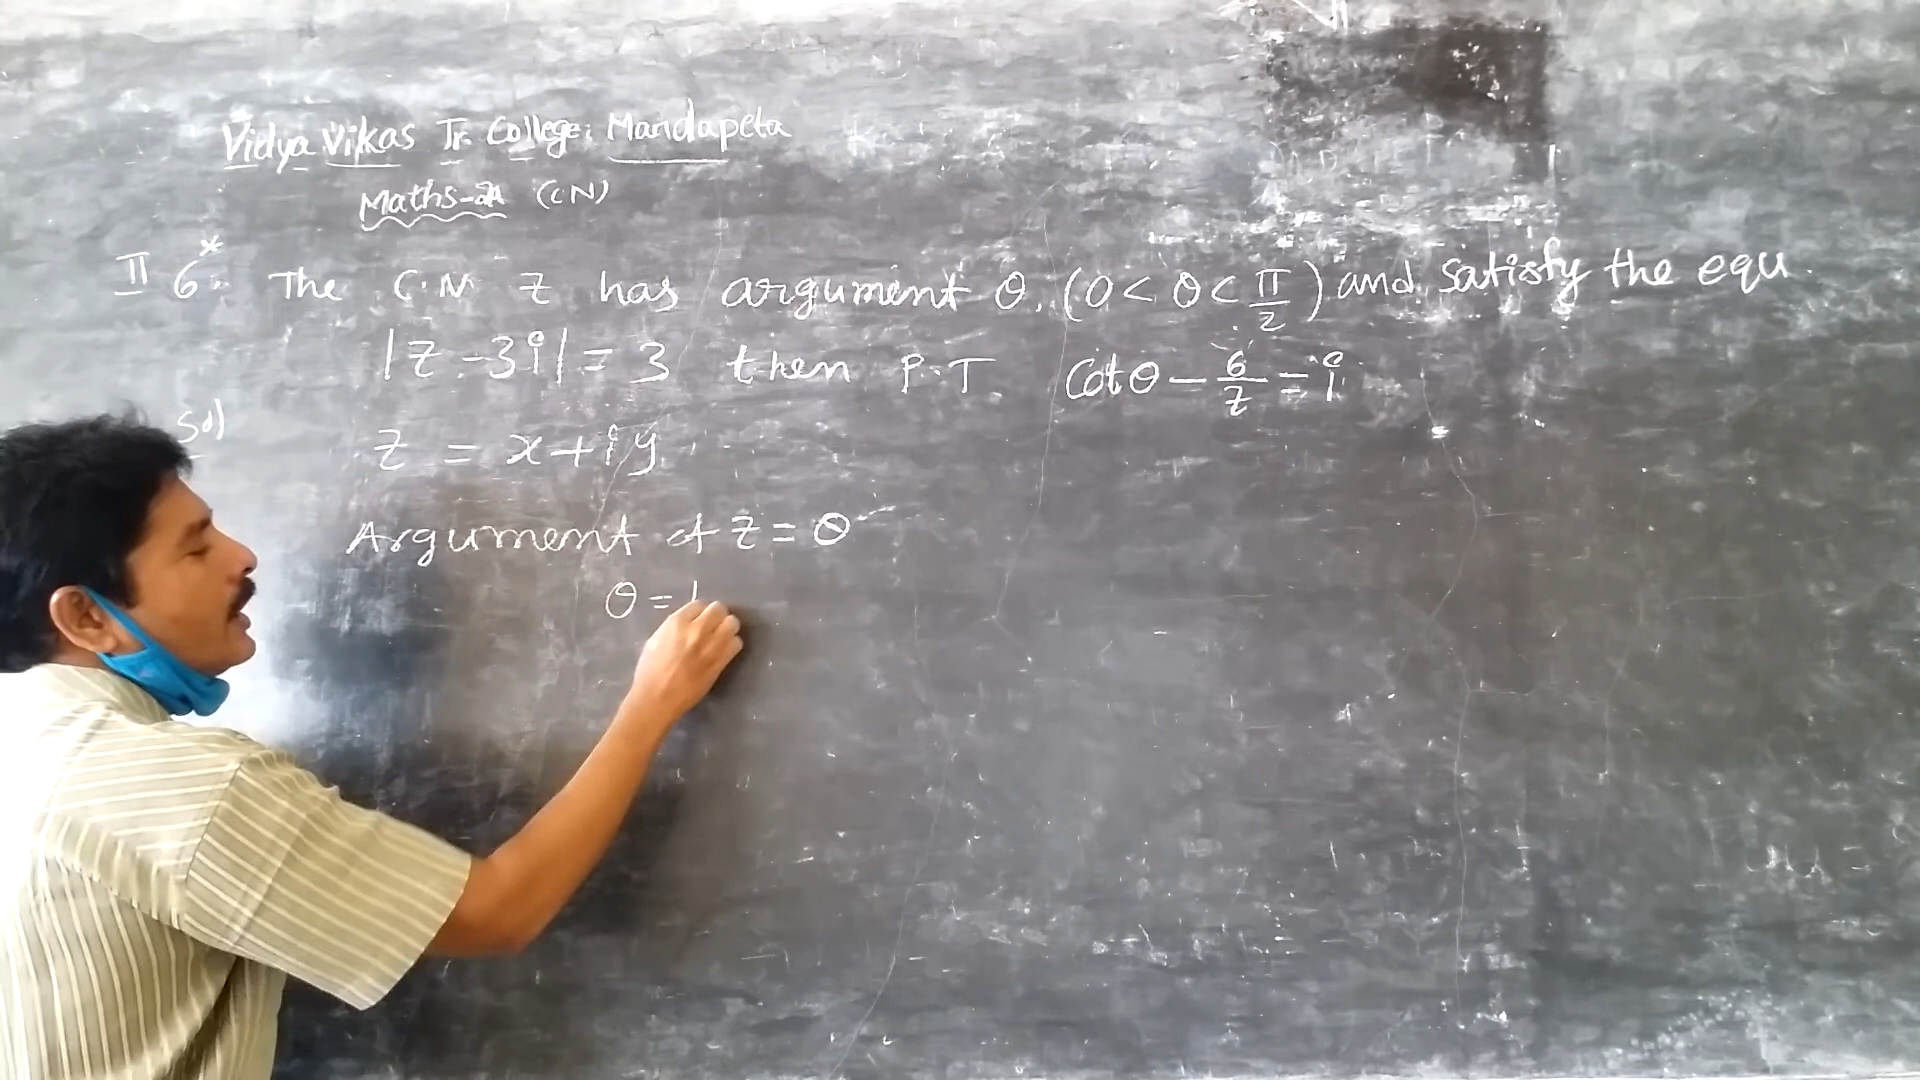 Vidya Vikas Jr. College: Mandapeta
Maths-2A (CN)
II 6*. The C.N. Z has argument θ. (0 < θ < π/2) and satisfy the equ.
|Z - 3i| = 3 then P.T Cotθ - 6/Z = i
Sol)
Z = x + iy
Argument of Z = θ
θ = t